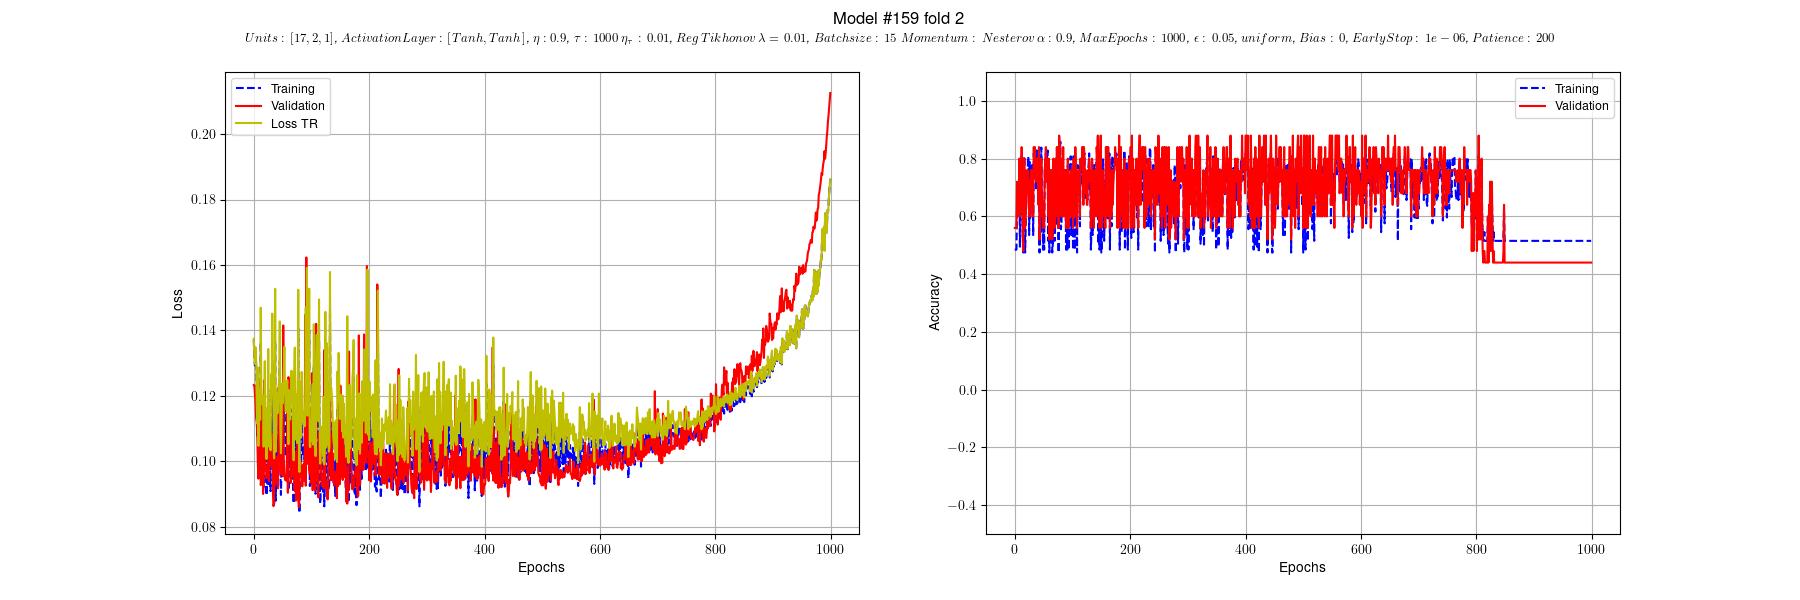 Model #159 fold 2
Units : [17, 2, 1], ActivationLayer : [Tanh, Tanh], η : 0.9, τ : 1000 η_τ : 0.01, Reg Tikhonov λ = 0.01, Batchsize : 15 Momentum : Nesterov α : 0.9, MaxEpochs : 1000, ϵ : 0.05, uniform, Bias : 0, EarlyStop : 1e − 06, Patience : 200
Training
Validation
Loss TR
0.20
0.18
0.16
0.14
0.12
0.10
0.08
Loss
0 200 400 600 800 1000
Epochs
Training
Validation
1.0
0.8
0.6
0.4
0.2
0.0
−0.2
−0.4
Accuracy
0 200 400 600 800 1000
Epochs